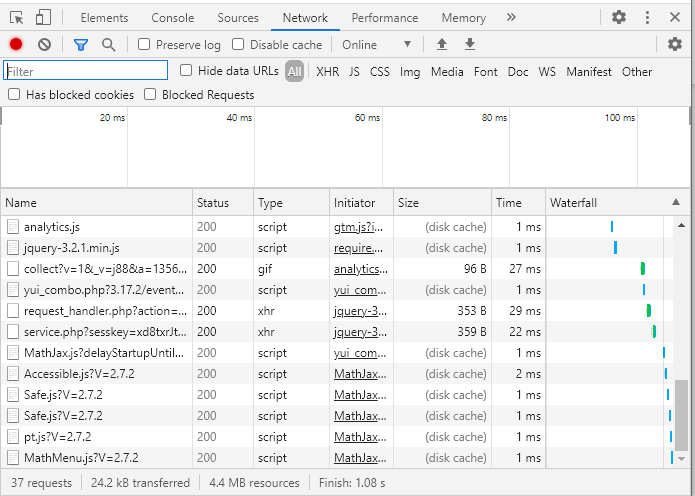 Elements Console Sources Network Performance Memory »
Preserve log Disable cache Online
Filter Hide data URLs All XHR JS CSS Img Media Font Doc WS Manifest Other
Has blocked cookies Blocked Requests
20 ms 40 ms 60 ms 80 ms 100 ms
Name Status Type Initiator Size Time Waterfall
analytics.js 200 script gtm.js?i... (disk cache) 1 ms
jquery-3.2.1.min.js 200 script require.... (disk cache) 1 ms
collect?v=1&_v=j88&a=1356... 200 gif analytics... 96 B 27 ms
yui_combo.php?3.17.2/event... 200 script yui_com... (disk cache) 1 ms
request_handler.php?action=... 200 xhr jquery-3... 353 B 29 ms
service.php?sesskey=xd8txrJt... 200 xhr jquery-3... 359 B 22 ms
MathJax.js?delayStartupUntil... 200 script yui_com... (disk cache) 1 ms
Accessible.js?V=2.7.2 200 script MathJax... (disk cache) 2 ms
Safe.js?V=2.7.2 200 script MathJax... (disk cache) 1 ms
Safe.js?V=2.7.2 200 script MathJax... (disk cache) 1 ms
pt.js?V=2.7.2 200 script MathJax... (disk cache) 1 ms
MathMenu.js?V=2.7.2 200 script MathJax... (disk cache) 1 ms
37 requests 24.2 kB transferred 4.4 MB resources Finish: 1.08 s